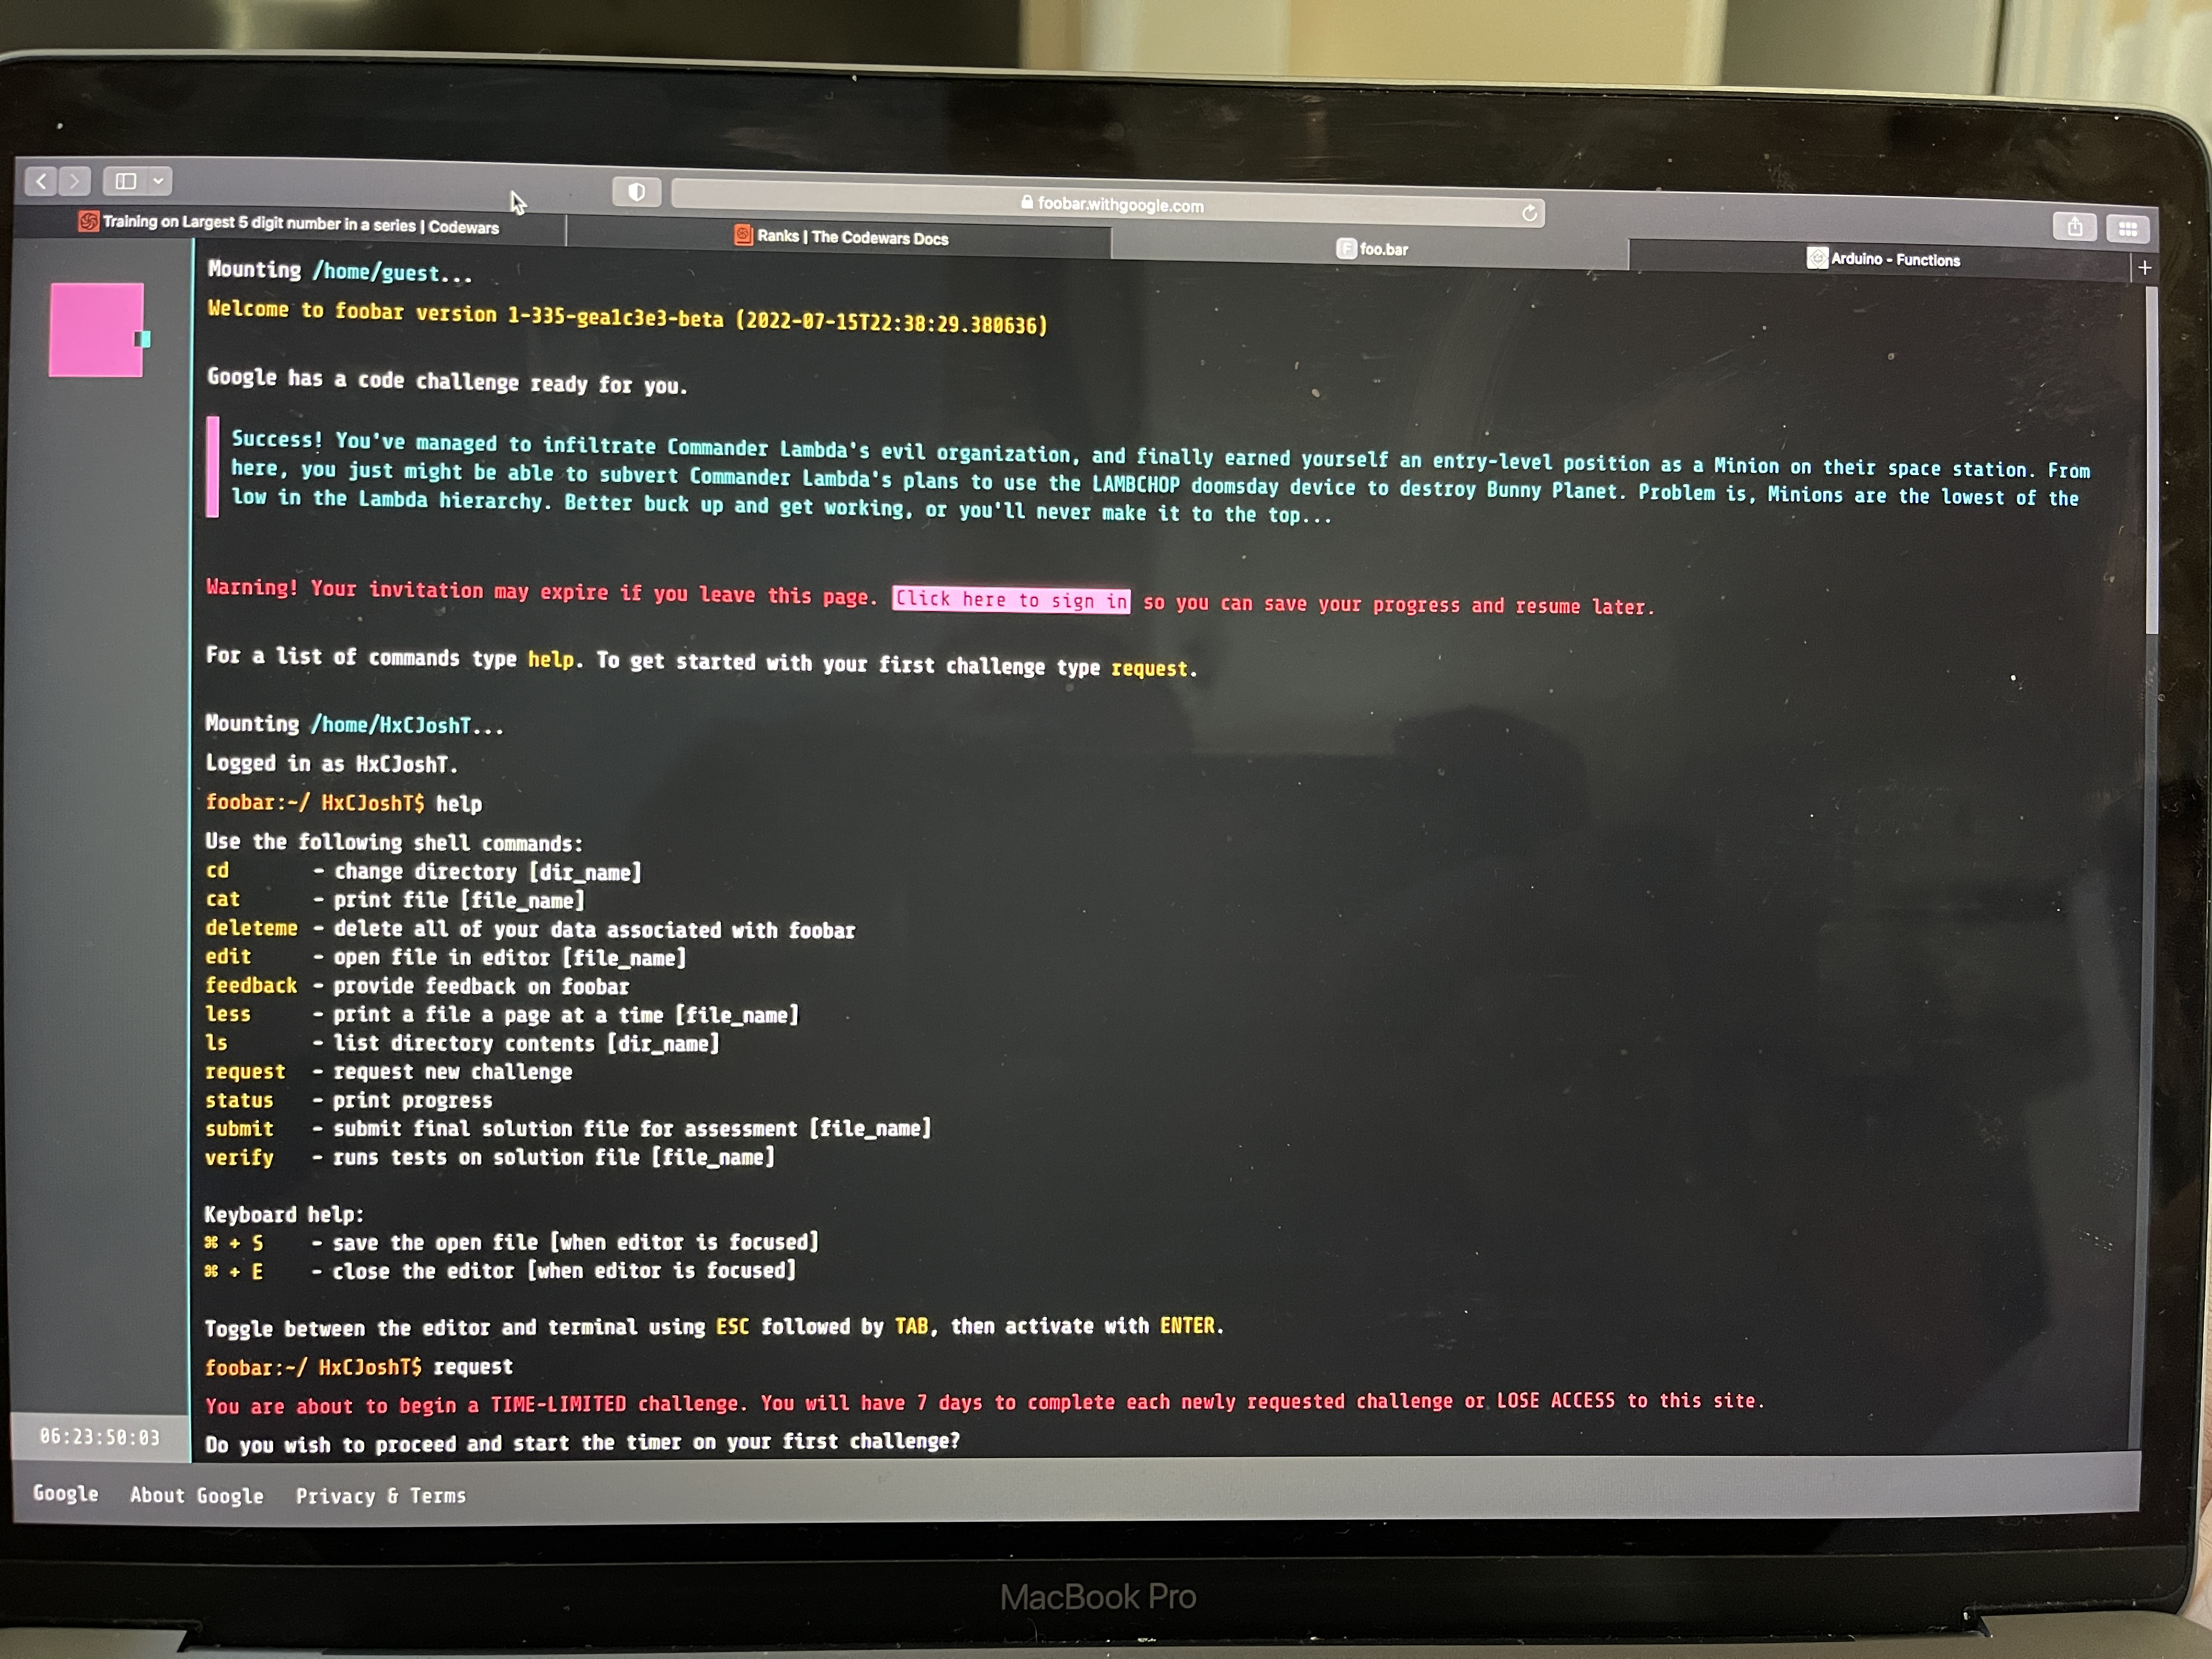 foobar.withgoogle.com
Training on Largest 5 digit number in a series | Codewars
Ranks | The Codewars Docs
F foo.bar
Arduino - Functions
Mounting /home/guest...
Welcome to foobar version 1-335-gea1c3e3-beta (2022-07-15T22:38:29.380636)
Google has a code challenge ready for you.
Success! You've managed to infiltrate Commander Lambda's evil organization, and finally earned yourself an entry-level position as a Minion on their space station. From
here, you just might be able to subvert Commander Lambda's plans to use the LAMBCHOP doomsday device to destroy Bunny Planet. Problem is, Minions are the lowest of the
low in the Lambda hierarchy. Better buck up and get working, or you'll never make it to the top...
Warning! Your invitation may expire if you leave this page. Click here to sign in so you can save your progress and resume later.
For a list of commands type help. To get started with your first challenge type request.
Mounting /home/HxCJoshT...
Logged in as HxCJoshT.
foobar:~/ HxCJoshT$ help
Use the following shell commands:
cd - change directory [dir_name]
cat - print file [file_name]
deleteme - delete all of your data associated with foobar
edit - open file in editor [file_name]
feedback - provide feedback on foobar
less - print a file a page at a time [file_name]
ls - list directory contents [dir_name]
request - request new challenge
status - print progress
submit - submit final solution file for assessment [file_name]
verify - runs tests on solution file [file_name]
Keyboard help:
⌘ + S - save the open file [when editor is focused]
⌘ + E - close the editor [when editor is focused]
Toggle between the editor and terminal using ESC followed by TAB, then activate with ENTER.
foobar:~/ HxCJoshT$ request
You are about to begin a TIME-LIMITED challenge. You will have 7 days to complete each newly requested challenge or LOSE ACCESS to this site.
Do you wish to proceed and start the timer on your first challenge?
06:23:50:03
Google About Google Privacy & Terms
MacBook Pro